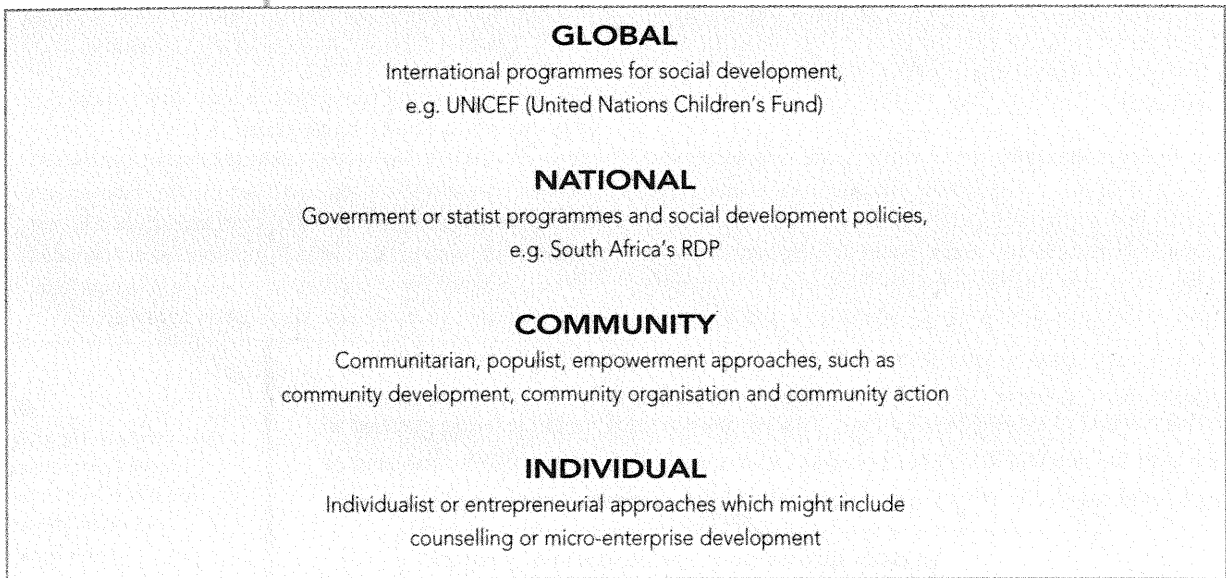 GLOBAL
International programmes for social development,
e.g. UNICEF (United Nations Children's Fund)
NATIONAL
Government or statist programmes and social development policies,
e.g. South Africa's RDP
COMMUNITY
Communitarian, populist, empowerment approaches, such as
community development, community organisation and community action
INDIVIDUAL
Individualist or entrepreneurial approaches which might include
counselling or micro-enterprise development